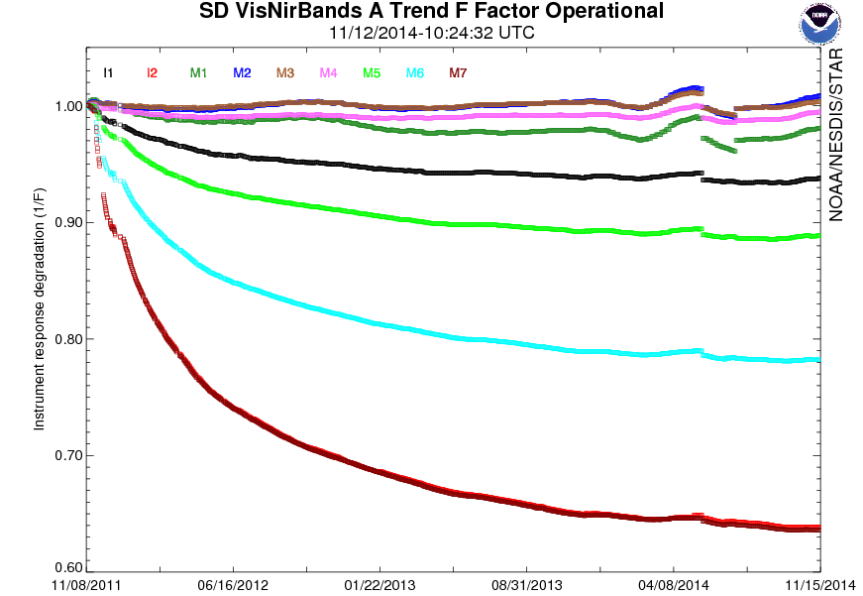 SD VisNirBands A Trend F Factor Operational
11/12/2014-10:24:32 UTC
NOAA
I1 I2 M1 M2 M3 M4 M5 M6 M7
NOAA/NESDIS/STAR
Instrument response degradation (1/F)
1.00
0.90
0.80
0.70
0.60
11/08/2011 06/16/2012 01/22/2013 08/31/2013 04/08/2014 11/15/2014